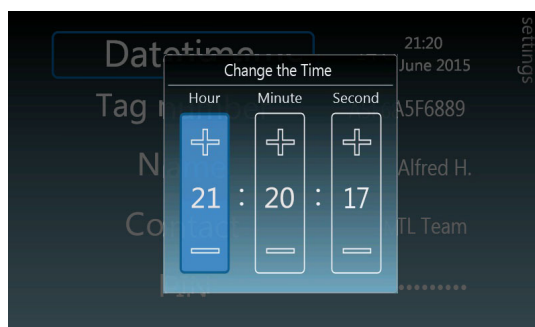 settings
Datetime
21:20
June 2015
Change the Time
Hour Minute Second
21 : 20 : 17
Tag
A5F6889
Alfred H.
TL Team
PIN